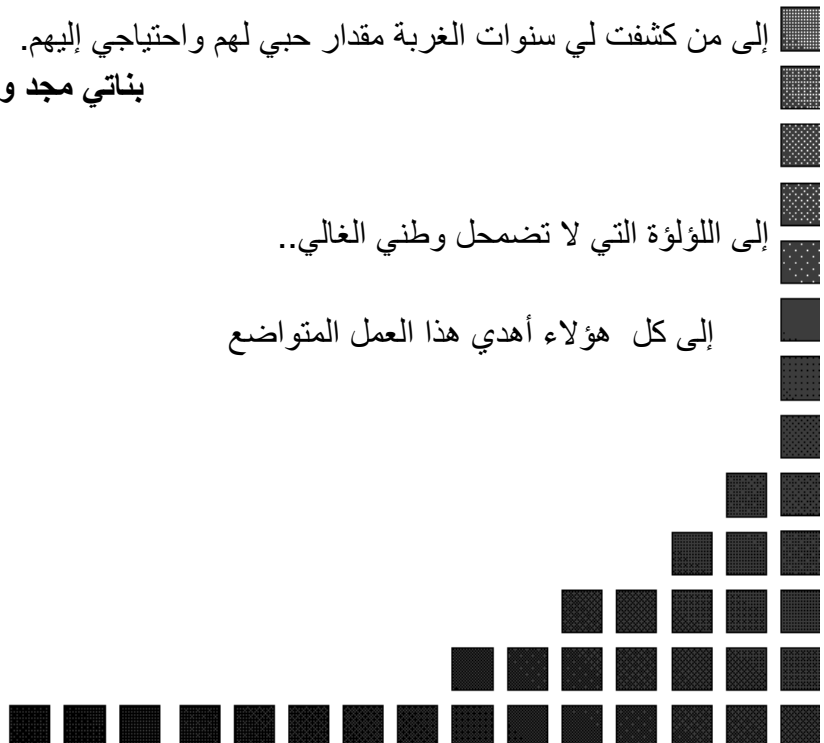 إلى من كشفت لي سنوات الغربة مقدار حبي لهم واحتياجي إليهم.
بناتي مجد و
إلى اللؤلؤة التي لا تضمحل وطني الغالي..
إلى كل هؤلاء أهدي هذا العمل المتواضع